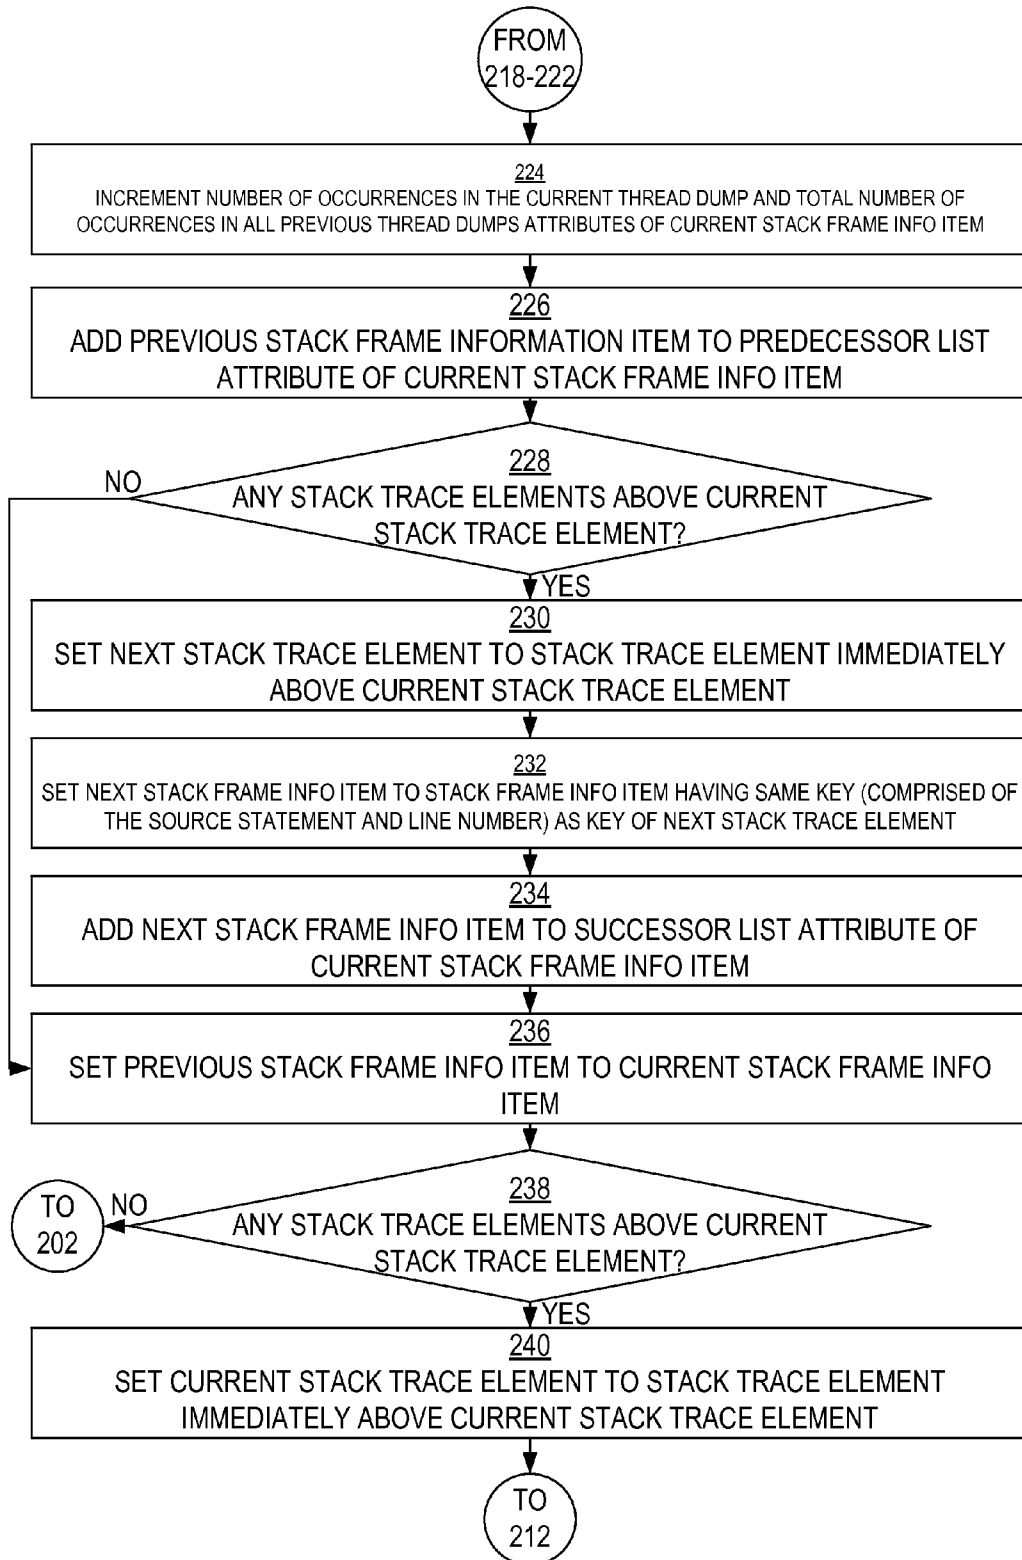 FROM
218-222
224
INCREMENT NUMBER OF OCCURRENCES IN THE CURRENT THREAD DUMP AND TOTAL NUMBER OF
OCCURRENCES IN ALL PREVIOUS THREAD DUMPS ATTRIBUTES OF CURRENT STACK FRAME INFO ITEM
226
ADD PREVIOUS STACK FRAME INFORMATION ITEM TO PREDECESSOR LIST
ATTRIBUTE OF CURRENT STACK FRAME INFO ITEM
228
NO
ANY STACK TRACE ELEMENTS ABOVE CURRENT
STACK TRACE ELEMENT?
YES
230
SET NEXT STACK TRACE ELEMENT TO STACK TRACE ELEMENT IMMEDIATELY
ABOVE CURRENT STACK TRACE ELEMENT
232
SET NEXT STACK FRAME INFO ITEM TO STACK FRAME INFO ITEM HAVING SAME KEY (COMPRISED OF
THE SOURCE STATEMENT AND LINE NUMBER) AS KEY OF NEXT STACK TRACE ELEMENT
234
ADD NEXT STACK FRAME INFO ITEM TO SUCCESSOR LIST ATTRIBUTE OF
CURRENT STACK FRAME INFO ITEM
236
SET PREVIOUS STACK FRAME INFO ITEM TO CURRENT STACK FRAME INFO
ITEM
238
NO
TO
202
ANY STACK TRACE ELEMENTS ABOVE CURRENT
STACK TRACE ELEMENT?
YES
240
SET CURRENT STACK TRACE ELEMENT TO STACK TRACE ELEMENT
IMMEDIATELY ABOVE CURRENT STACK TRACE ELEMENT
TO
212